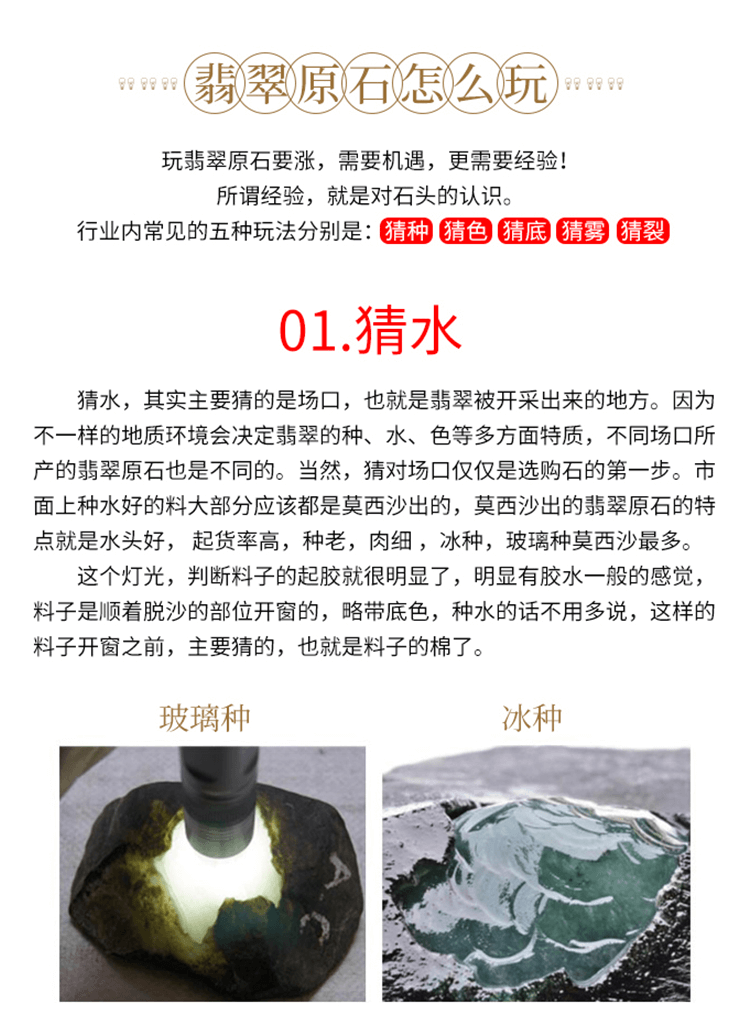 翡翠原石怎么玩
玩翡翠原石要涨，需要机遇，更需要经验！
所谓经验，就是对石头的认识。
行业内常见的五种玩法分别是：猜种 猜色 猜底 猜雾 猜裂
01.猜水
猜水，其实主要猜的是场口，也就是翡翠被开采出来的地方。因为
不一样的地质环境会决定翡翠的种、水、色等多方面特质，不同场口所
产的翡翠原石也是不同的。当然，猜对场口仅仅是选购石的第一步。市
面上种水好的料大部分应该都是莫西沙出的，莫西沙出的翡翠原石的特
点就是水头好， 起货率高，种老，肉细 ，冰种，玻璃种莫西沙最多。
这个灯光，判断料子的起胶就很明显了，明显有胶水一般的感觉，
料子是顺着脱沙的部位开窗的，略带底色，种水的话不用多说，这样的
料子开窗之前，主要猜的，也就是料子的棉了。
玻璃种 冰种